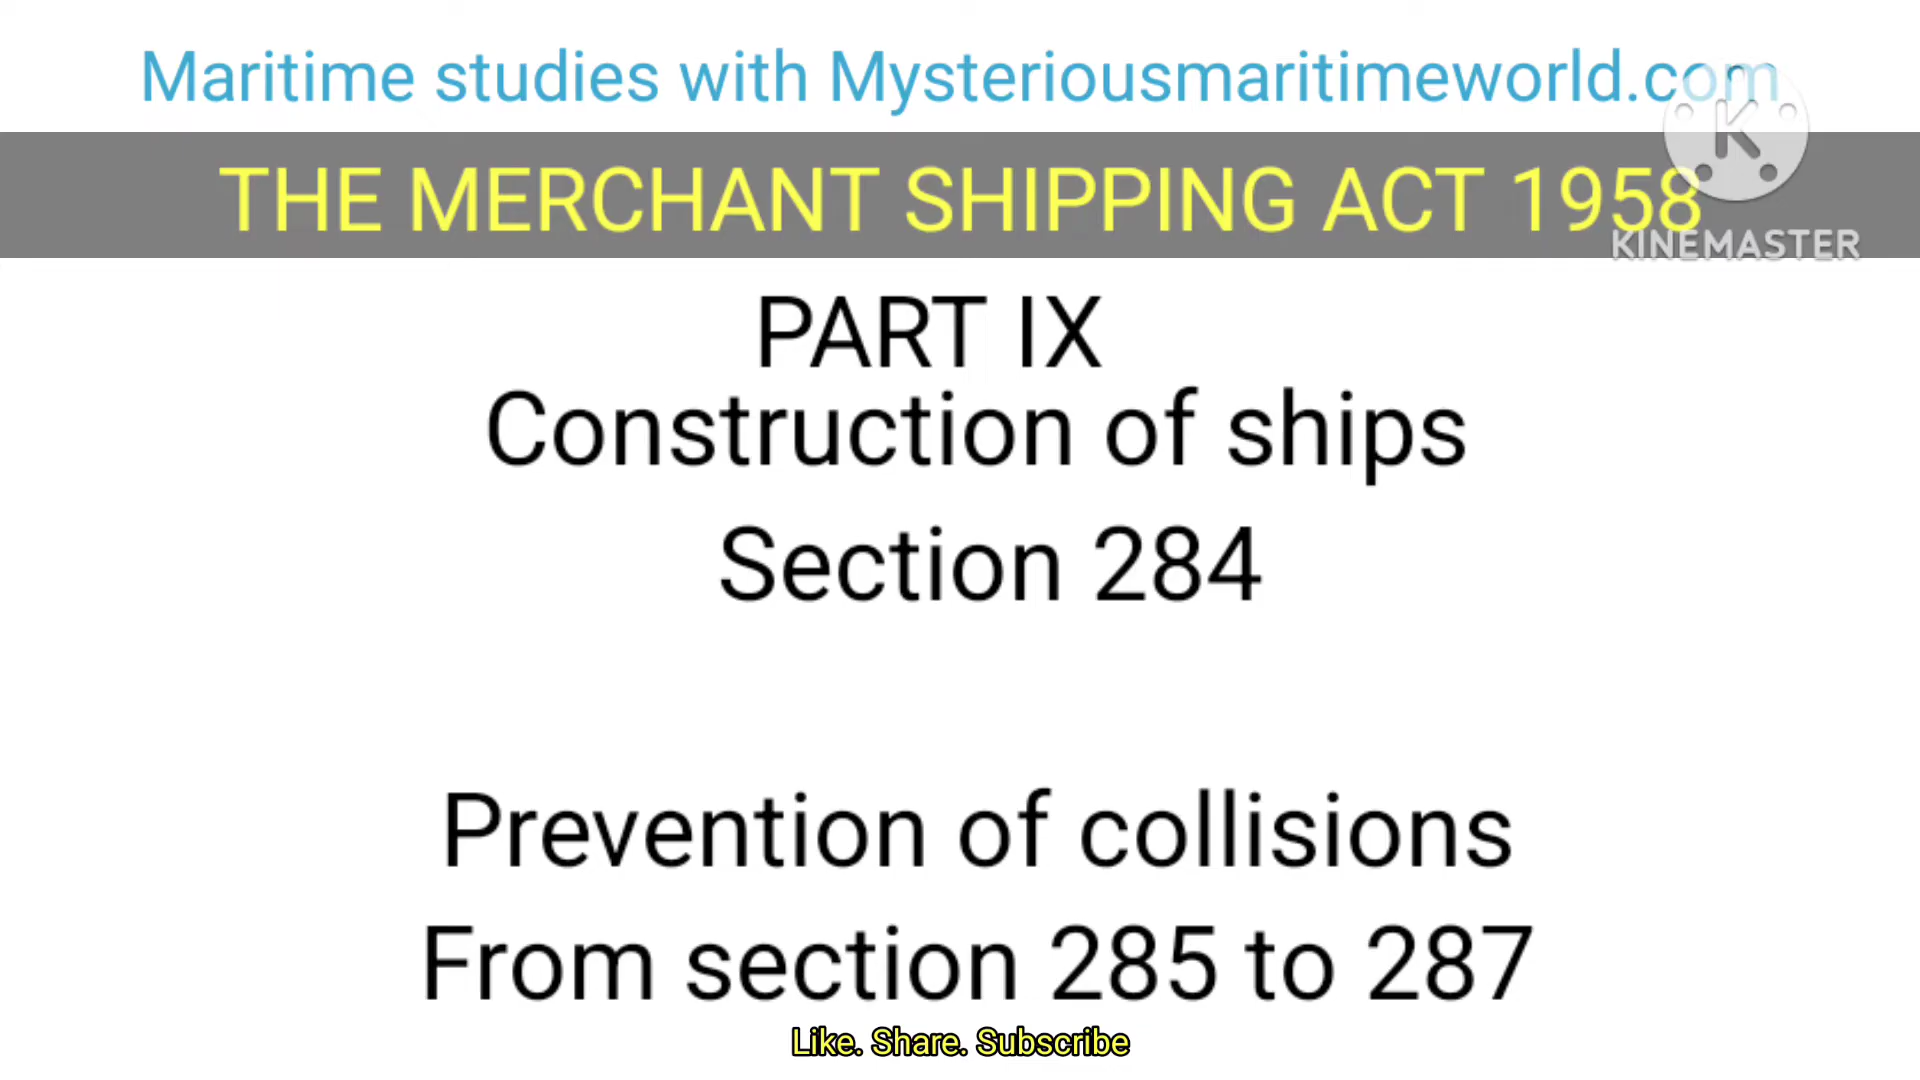 Maritime studies with Mysteriousmaritimeworld.com
K
THE MERCHANT SHIPPING ACT 1958
KINEMASTER
PART IX
Construction of ships
Section 284
Prevention of collisions
From section 285 to 287
Like. Share. Subscribe